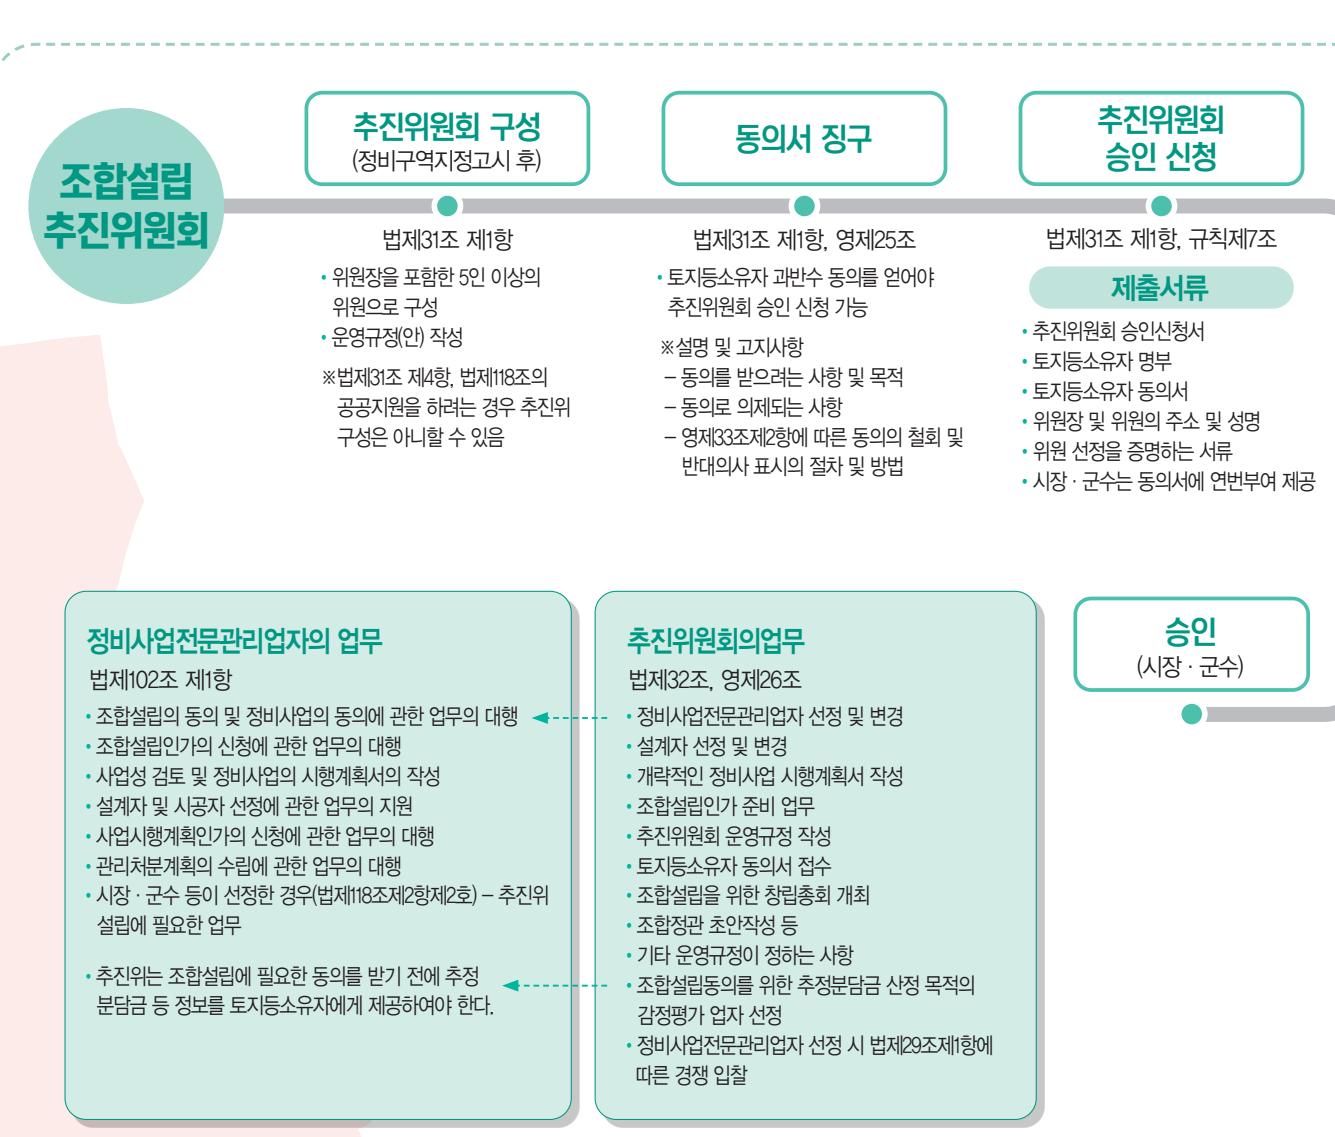 조합설립
추진위원회
추진위원회 구성
(정비구역지정고시 후)
법제31조 제1항
• 위원장을 포함한 5인 이상의
위원으로 구성
• 운영규정(안) 작성
※법제31조 제4항, 법제118조의
공공지원을 하려는 경우 추진위
구성은 아니할 수 있음
동의서 징구
법제31조 제1항, 영제25조
• 토지등소유자 과반수 동의를 얻어야
추진위원회 승인 신청 가능
※설명 및 고지사항
– 동의를 받으려는 사항 및 목적
– 동의로 의제되는 사항
– 영제33조제2항에 따른 동의의 철회 및
반대의사 표시의 절차 및 방법
추진위원회
승인 신청
법제31조 제1항, 규칙제7조
제출서류
• 추진위원회 승인신청서
• 토지등소유자 명부
• 토지등소유자 동의서
• 위원장 및 위원의 주소 및 성명
• 위원 선정을 증명하는 서류
• 시장 · 군수는 동의서에 연번부여 제공
정비사업전문관리업자의 업무
법제102조 제1항
• 조합설립의 동의 및 정비사업의 동의에 관한 업무의 대행
• 조합설립인가의 신청에 관한 업무의 대행
• 사업성 검토 및 정비사업의 시행계획서의 작성
• 설계자 및 시공자 선정에 관한 업무의 지원
• 사업시행계획인가의 신청에 관한 업무의 대행
• 관리처분계획의 수립에 관한 업무의 대행
• 시장 · 군수 등이 선정한 경우(법제118조제2항제2호) – 추진위
설립에 필요한 업무
• 추진위는 조합설립에 필요한 동의를 받기 전에 추정
분담금 등 정보를 토지등소유자에게 제공하여야 한다.
추진위원회의업무
법제32조, 영제26조
• 정비사업전문관리업자 선정 및 변경
• 설계자 선정 및 변경
• 개략적인 정비사업 시행계획서 작성
• 조합설립인가 준비 업무
• 추진위원회 운영규정 작성
• 토지등소유자 동의서 접수
• 조합설립을 위한 창립총회 개최
• 조합정관 초안작성 등
• 기타 운영규정이 정하는 사항
• 조합설립동의를 위한 추정분담금 산정 목적의
감정평가 업자 선정
• 정비사업전문관리업자 선정 시 법제29조제1항에
따른 경쟁 입찰
승인
(시장 · 군수)